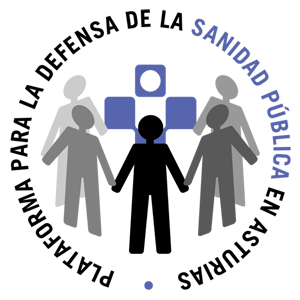 PLATAFORMA PARA LA DEFENSA DE LA SANIDAD PÚBLICA EN ASTURIAS